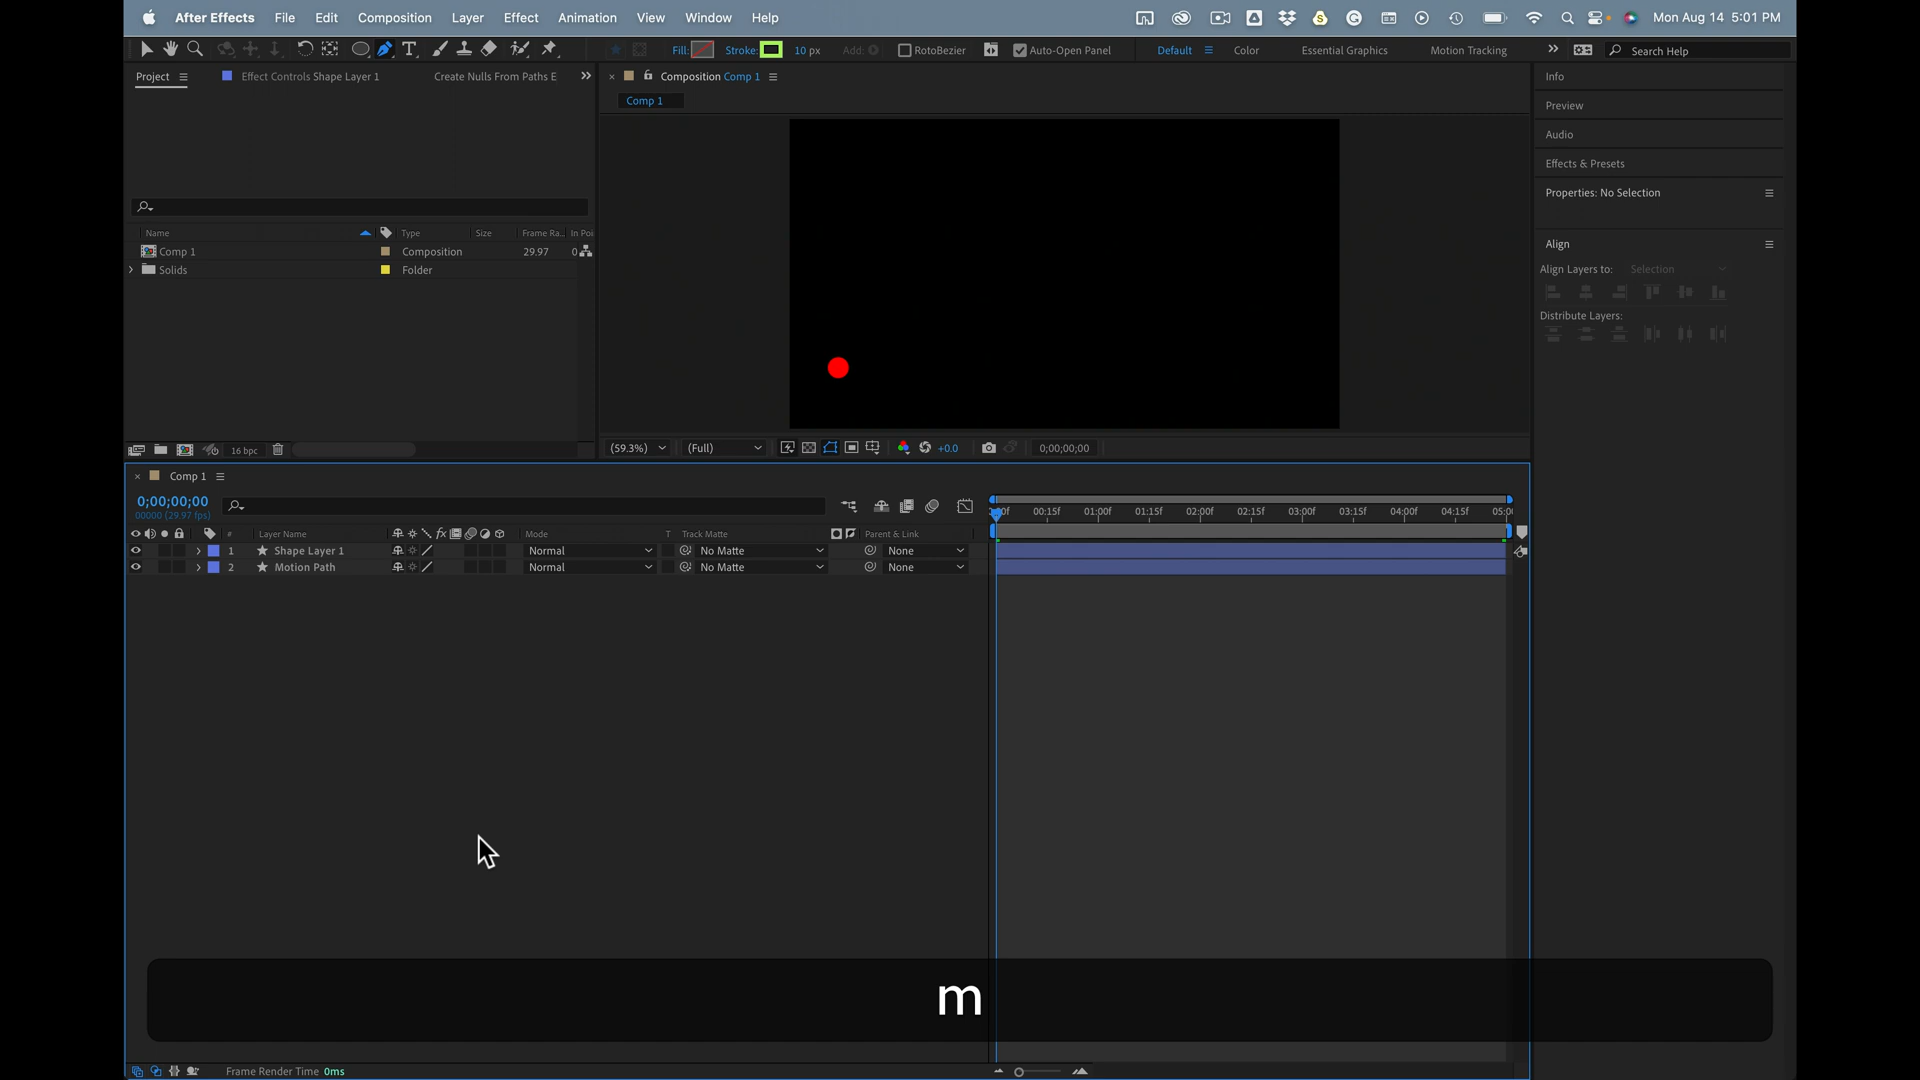 After Effects File Edit Composition Layer Effect Animation View Window Help Mon Aug 14 5:01 PM
Fill: Stroke: 10 px Add: RotoBezier Auto-Open Panel Default Color Essential Graphics Motion Tracking Search Help
Project Effect Controls Shape Layer 1 Create Nulls From Paths E
Composition Comp 1
Info
Comp 1
Preview
Audio
Effects & Presets
Properties: No Selection
Name Type Size Frame Ra... In Poi
Align
Comp 1 Composition 29.97 0
Solids Folder
Align Layers to: Selection
Distribute Layers:
16 bpc
(59.3%) (Full) +0.0 0;00;00;00
Comp 1
0;00;00;00
00000 (29.97 fps)
:00f 00:15f 01:00f 01:15f 02:00f 02:15f 03:00f 03:15f 04:00f 04:15f 05:0
# Layer Name fx Mode T Track Matte Parent & Link
1 Shape Layer 1 Normal No Matte None
2 Motion Path Normal No Matte None
m
Frame Render Time 0ms